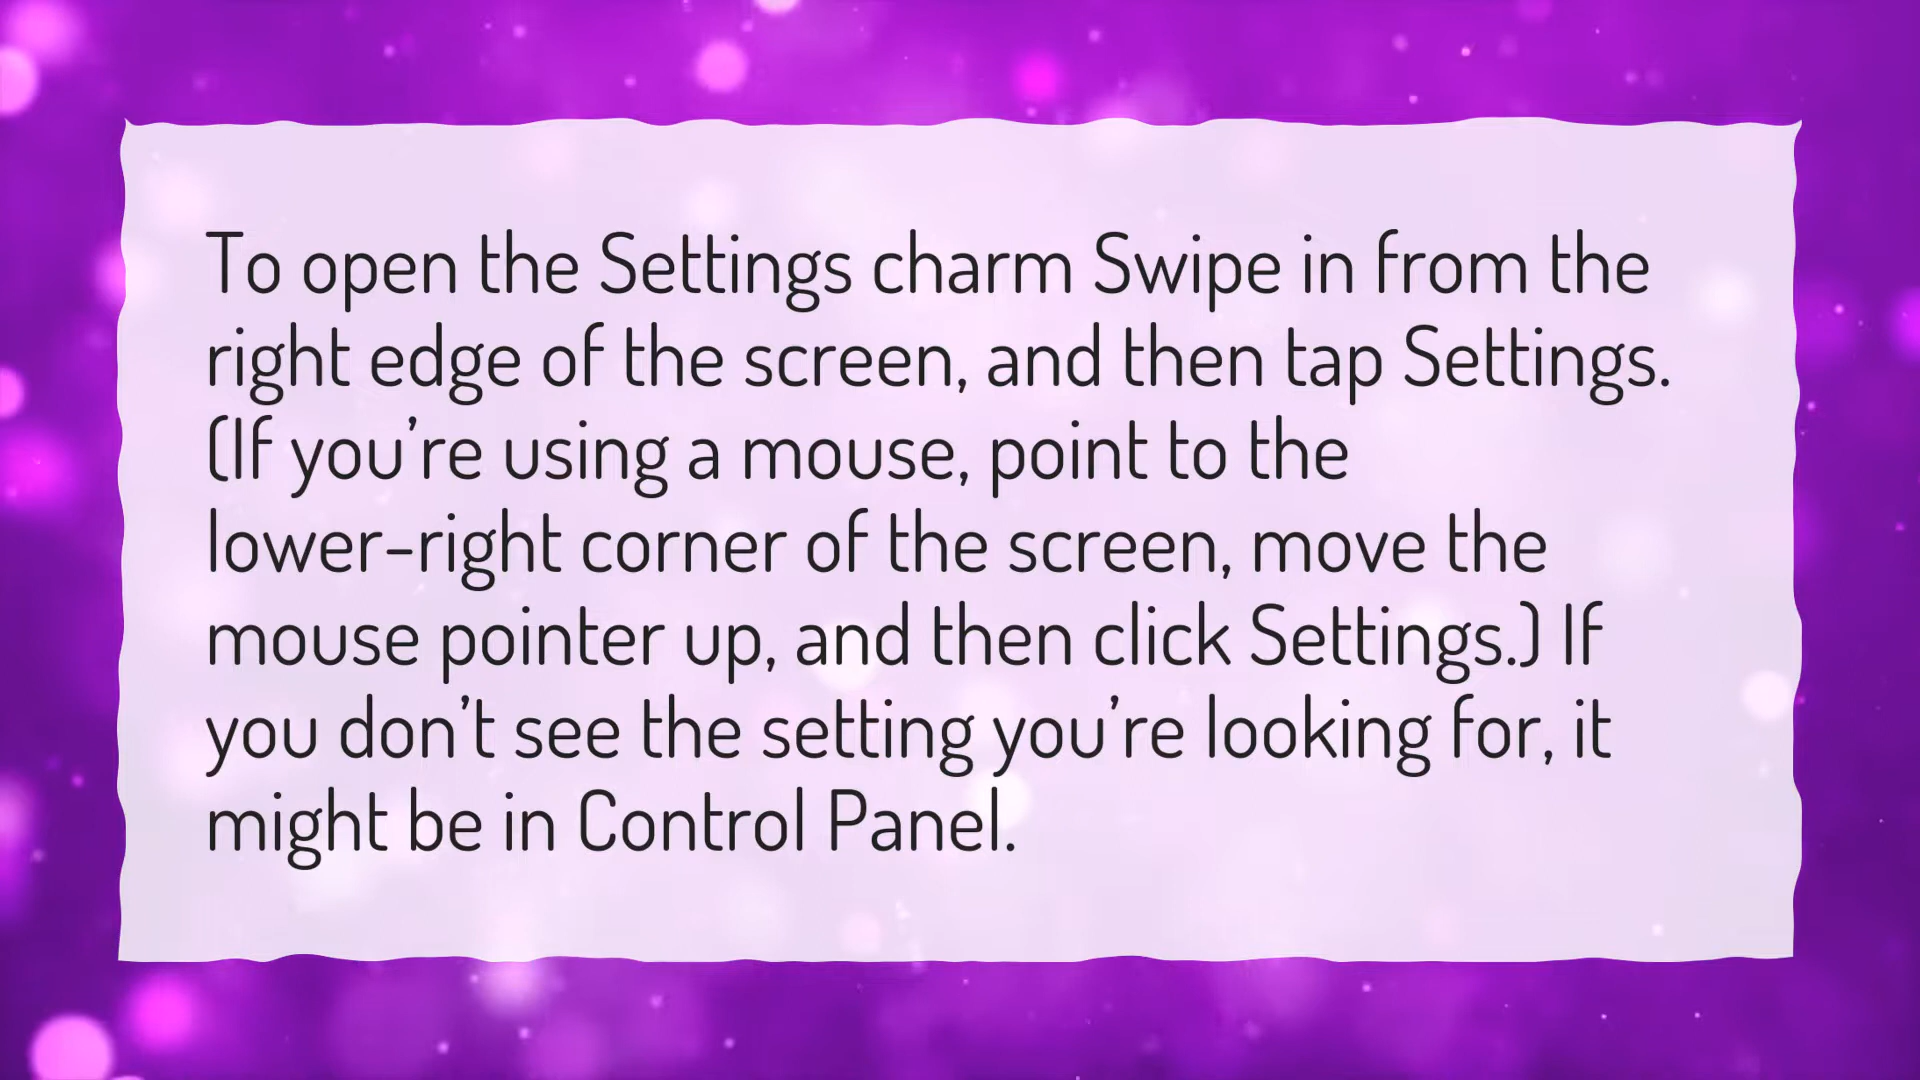 To open the Settings charm Swipe in from the
right edge of the screen, and then tap Settings.
(If you’re using a mouse, point to the
lower-right corner of the screen, move the
mouse pointer up, and then click Settings.) If
you don’t see the setting you’re looking for, it
might be in Control Panel.